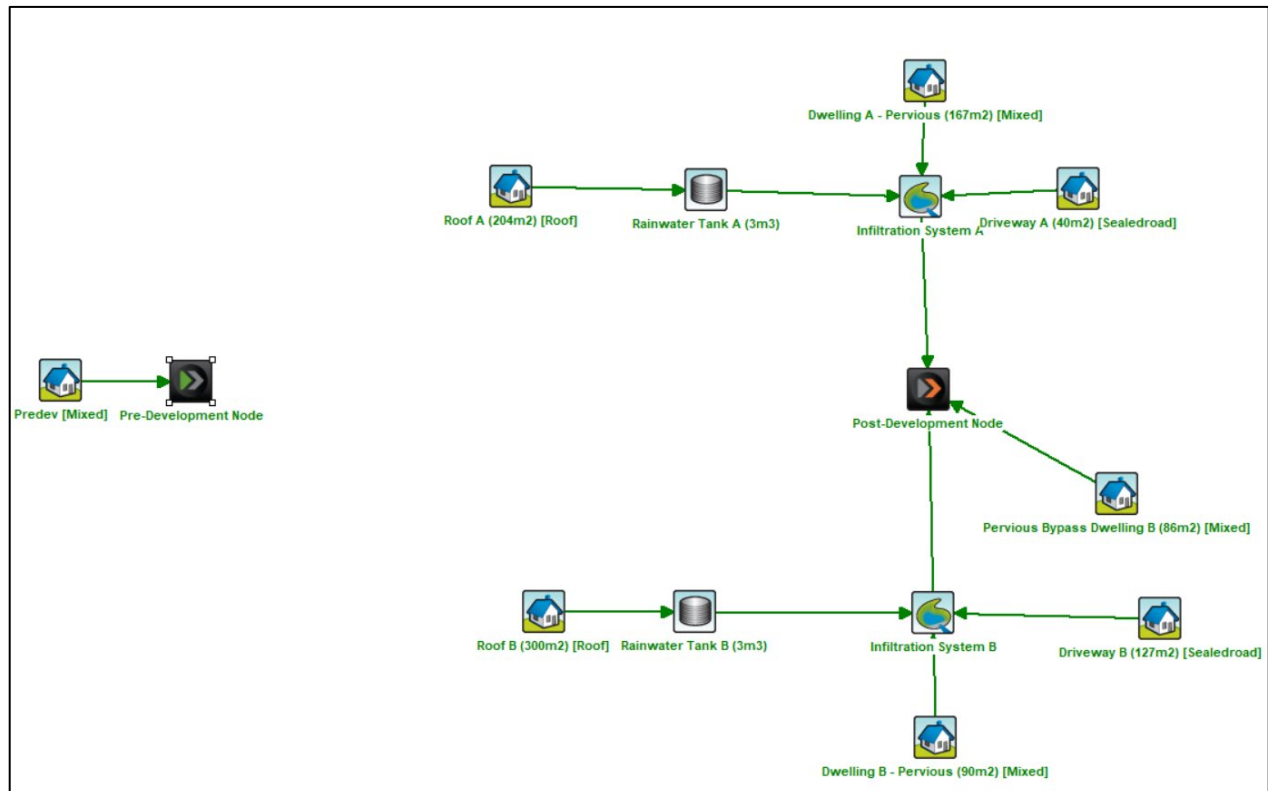 Dwelling A - Pervious (167m2) [Mixed]
Roof A (204m2) [Roof]
Rainwater Tank A (3m3)
Infiltration System A
Driveway A (40m2) [Sealedroad]
Predev [Mixed]
Pre-Development Node
Post-Development Node
Pervious Bypass Dwelling B (86m2) [Mixed]
Roof B (300m2) [Roof]
Rainwater Tank B (3m3)
Infiltration System B
Driveway B (127m2) [Sealedroad]
Dwelling B - Pervious (90m2) [Mixed]